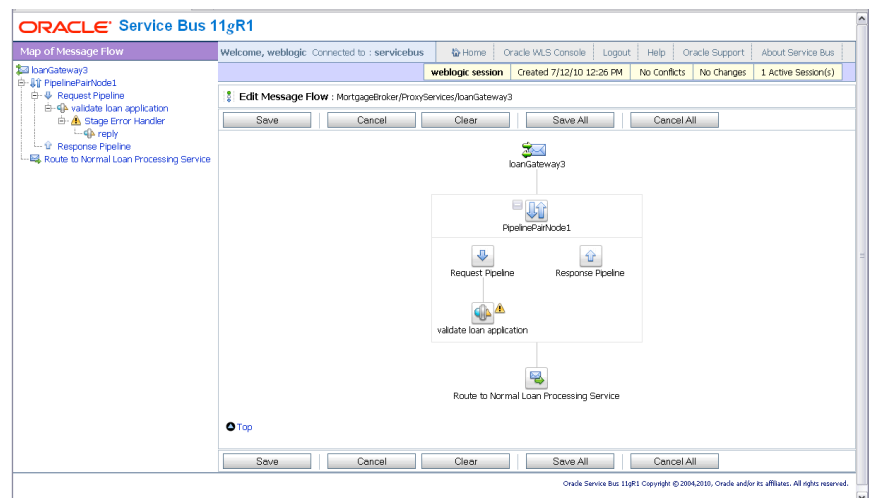 ORACLE Service Bus 11gR1
Map of Message Flow
Welcome, weblogic Connected to : servicebus Home Oracle WLS Console Logout Help Oracle Support About Service Bus
weblogic session Created 7/12/10 12:26 PM No Conflicts No Changes 1 Active Session(s)
loanGateway3
PipelinePairNode1
Request Pipeline
validate loan application
Stage Error Handler
reply
Response Pipeline
Route to Normal Loan Processing Service
Edit Message Flow : MortgageBroker/ProxyServices/loanGateway3
Save Cancel Clear Save All Cancel All
loanGateway3
PipelinePairNode1
Request Pipeline Response Pipeline
validate loan application
Route to Normal Loan Processing Service
Top
Save Cancel Clear Save All Cancel All
Oracle Service Bus 11gR1 Copyright © 2004,2010, Oracle and/or its affiliates. All rights reserved.